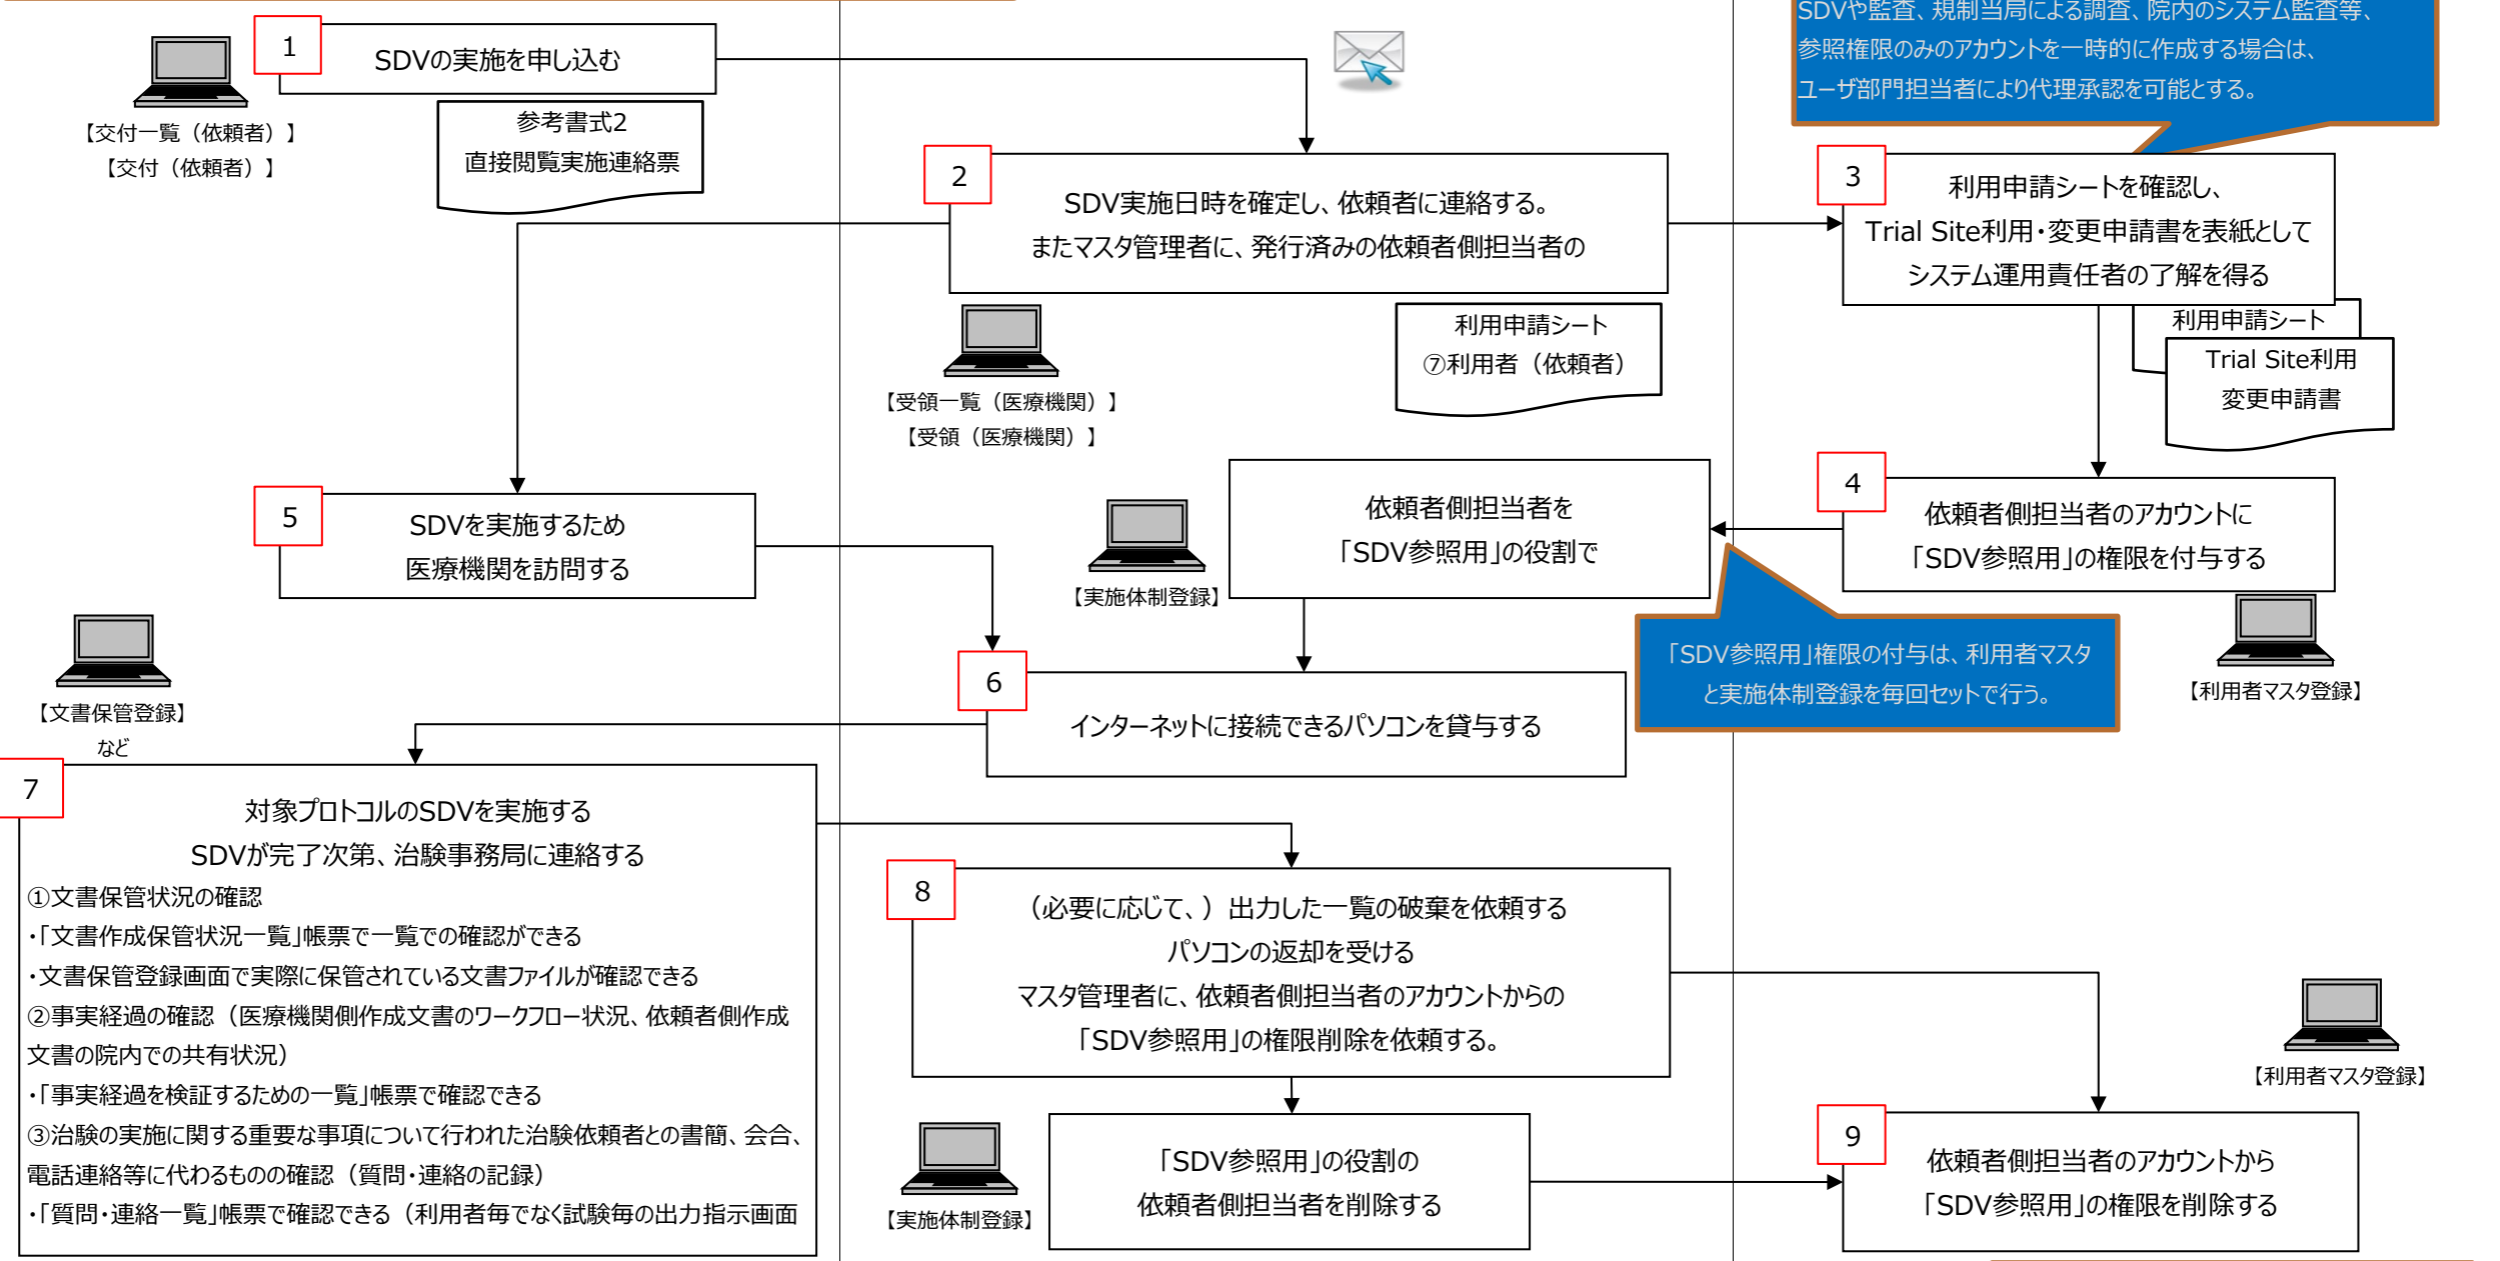 SDVや監査、規制当局による調査、院内のシステム監査等、
参照権限のみのアカウントを一時的に作成する場合は、
ユーザ部門担当者により代理承認を可能とする。
1
SDVの実施を申し込む
【交付一覧（依頼者）】
【交付（依頼者）】
参考書式2
直接閲覧実施連絡票
2
SDV実施日時を確定し、依頼者に連絡する。
またマスタ管理者に、発行済みの依頼者側担当者の
3
利用申請シートを確認し、
Trial Site利用・変更申請書を表紙として
システム運用責任者の了解を得る
利用申請シート
Trial Site利用
変更申請書
利用申請シート
⑦利用者（依頼者）
【受領一覧（医療機関）】
【受領（医療機関）】
4
依頼者側担当者のアカウントに
「SDV参照用」の権限を付与する
【利用者マスタ登録】
依頼者側担当者を
「SDV参照用」の役割で
【実施体制登録】
「SDV参照用」権限の付与は、利用者マスタ
と実施体制登録を毎回セットで行う。
5
SDVを実施するため
医療機関を訪問する
6
インターネットに接続できるパソコンを貸与する
【文書保管登録】
など
7
対象プロトコルのSDVを実施する
SDVが完了次第、治験事務局に連絡する
①文書保管状況の確認
・「文書作成保管状況一覧」帳票で一覧での確認ができる
・文書保管登録画面で実際に保管されている文書ファイルが確認できる
②事実経過の確認（医療機関側作成文書のワークフロー状況、依頼者側作成
文書の院内での共有状況）
・「事実経過を検証するための一覧」帳票で確認できる
③治験の実施に関する重要な事項について行われた治験依頼者との書簡、会合、
電話連絡等に代わるものの確認（質問・連絡の記録）
・「質問・連絡一覧」帳票で確認できる（利用者毎でなく試験毎の出力指示画面
8
（必要に応じて、）出力した一覧の破棄を依頼する
パソコンの返却を受ける
マスタ管理者に、依頼者側担当者のアカウントからの
「SDV参照用」の権限削除を依頼する。
「SDV参照用」の役割の
依頼者側担当者を削除する
【実施体制登録】
9
依頼者側担当者のアカウントから
「SDV参照用」の権限を削除する
【利用者マスタ登録】